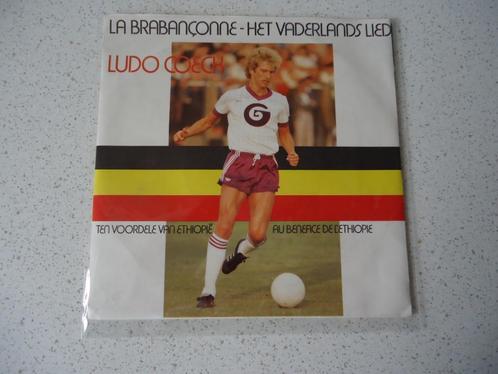 LA BRABANÇONNE - HET VADERLANDS LIED
LUDO COECK
G
TEN VOORDELE VAN ETHIOPIË AU BENEFICE DE L'ETHIOPIE